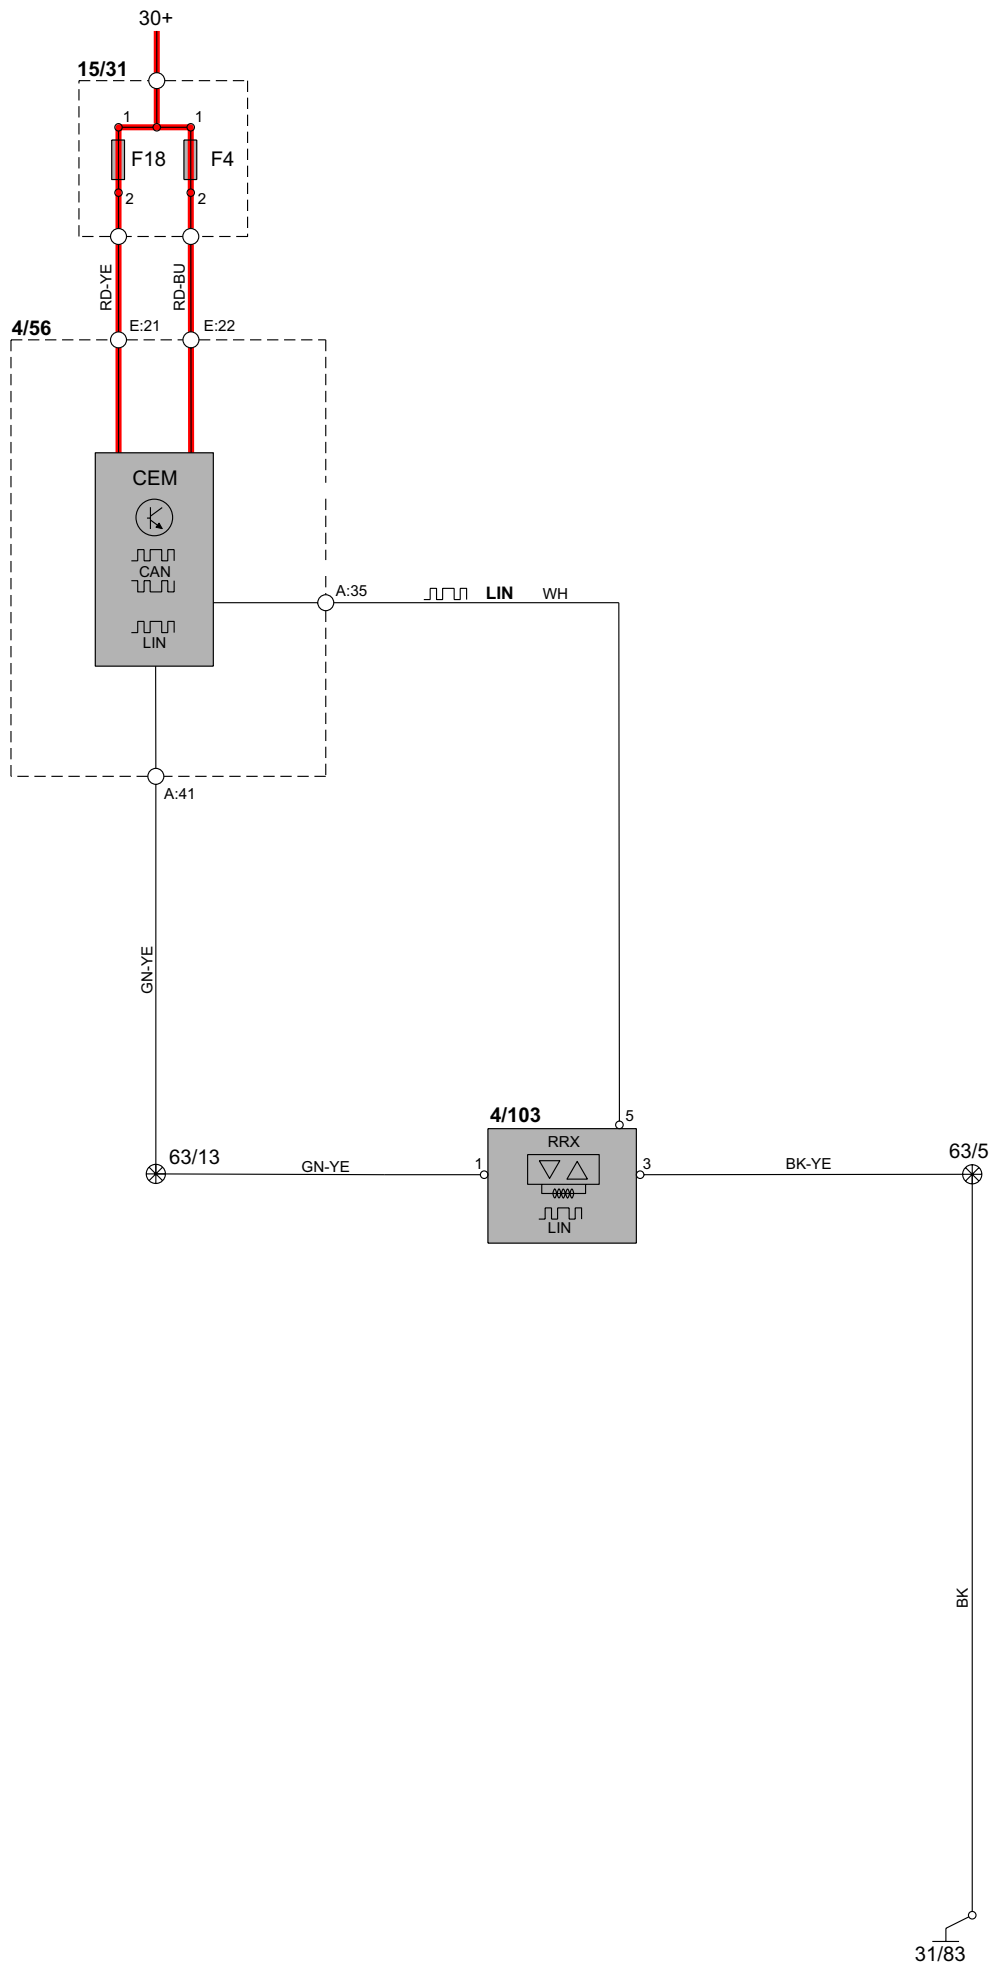 30+
15/31
1
1
F18
F4
2
2
RD-YE
RD-BU
4/56
E:21
E:22
CEM
CAN
LIN
A:35
LIN
WH
A:41
GN-YE
4/103
5
RRX
63/13
GN-YE
1
3
BK-YE
63/5
LIN
BK
31/83